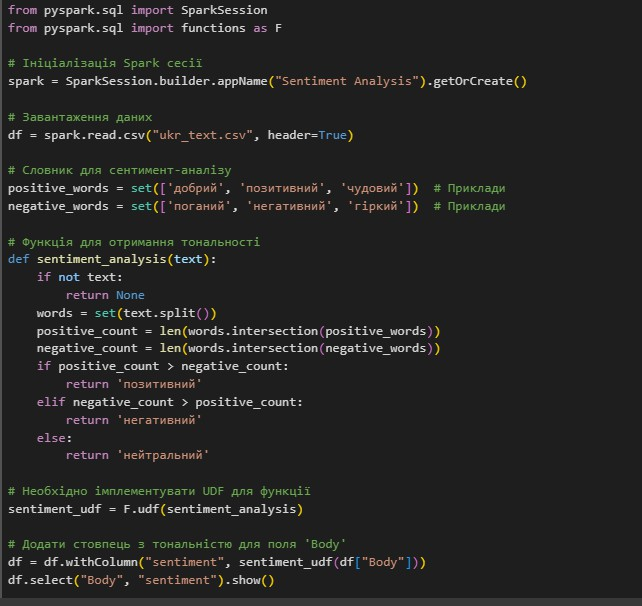 from pyspark.sql import SparkSession
from pyspark.sql import functions as F

# Ініціалізація Spark сесії
spark = SparkSession.builder.appName("Sentiment Analysis").getOrCreate()

# Завантаження даних
df = spark.read.csv("ukr_text.csv", header=True)

# Словник для сентимент-аналізу
positive_words = set(['добрий', 'позитивний', 'чудовий'])  # Приклади
negative_words = set(['поганий', 'негативний', 'гіркий'])  # Приклади

# Функція для отримання тональності
def sentiment_analysis(text):
    if not text:
        return None
    words = set(text.split())
    positive_count = len(words.intersection(positive_words))
    negative_count = len(words.intersection(negative_words))
    if positive_count > negative_count:
        return 'позитивний'
    elif negative_count > positive_count:
        return 'негативний'
    else:
        return 'нейтральний'

# Необхідно імплементувати UDF для функції
sentiment_udf = F.udf(sentiment_analysis)

# Додати стовпець з тональністю для поля 'Body'
df = df.withColumn("sentiment", sentiment_udf(df["Body"]))
df.select("Body", "sentiment").show()